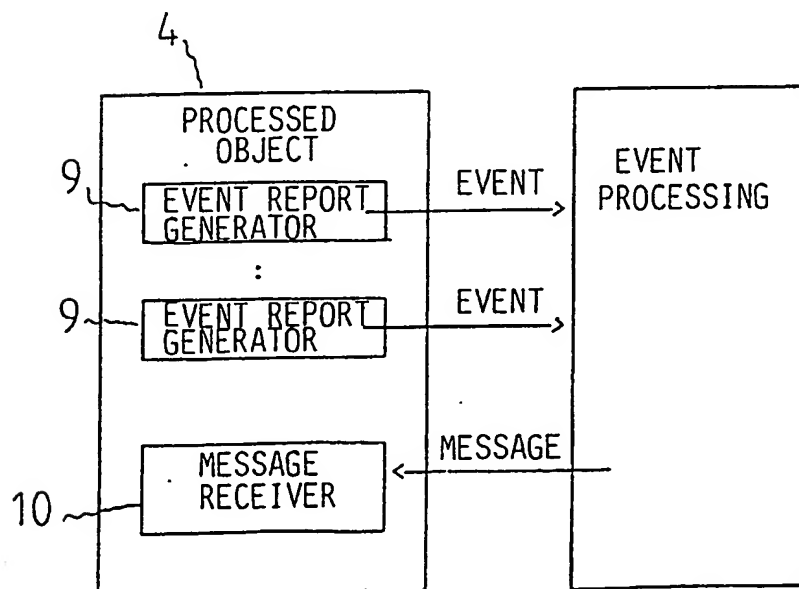 4
PROCESSED
OBJECT
9
EVENT REPORT
GENERATOR
EVENT
EVENT
PROCESSING
:
9
EVENT REPORT
GENERATOR
EVENT
MESSAGE
RECEIVER
MESSAGE
10